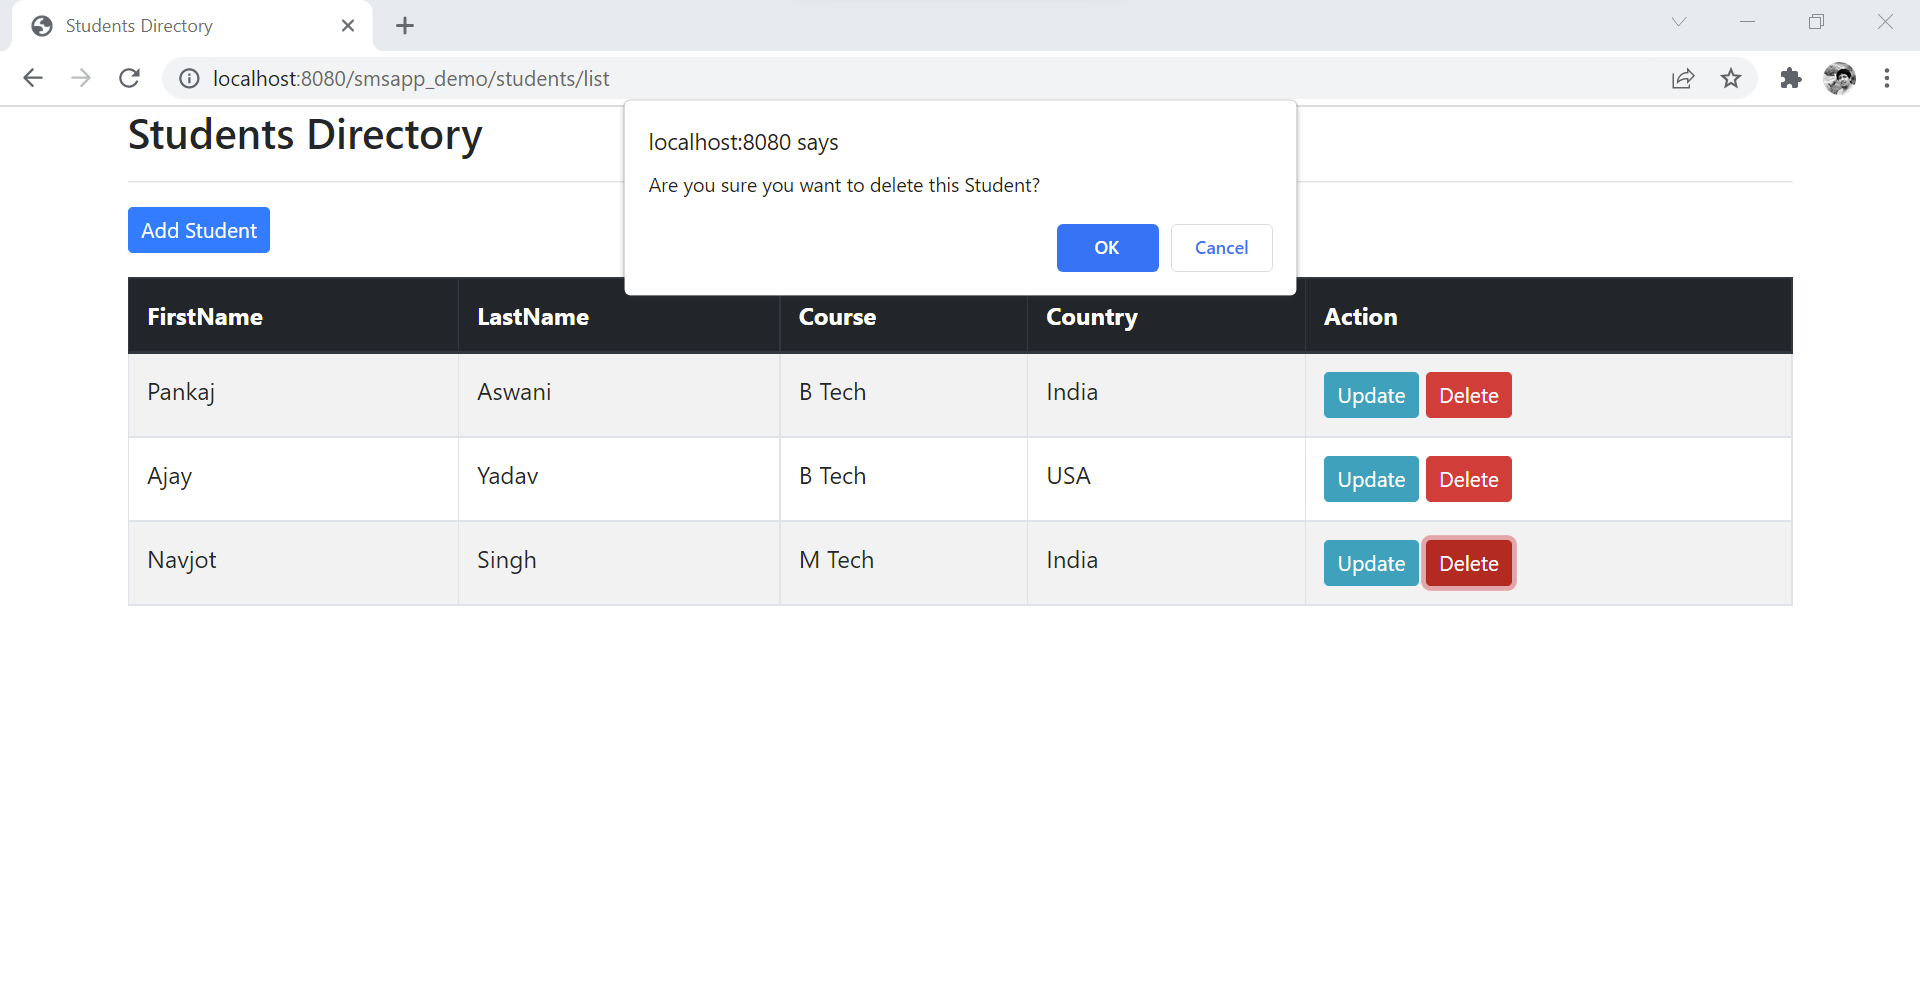 Students Directory
localhost:8080/smsapp_demo/students/list
Students Directory
localhost:8080 says
Are you sure you want to delete this Student?
OK Cancel
Add Student
FirstName LastName Course Country Action
Pankaj Aswani B Tech India Update Delete
Ajay Yadav B Tech USA Update Delete
Navjot Singh M Tech India Update Delete